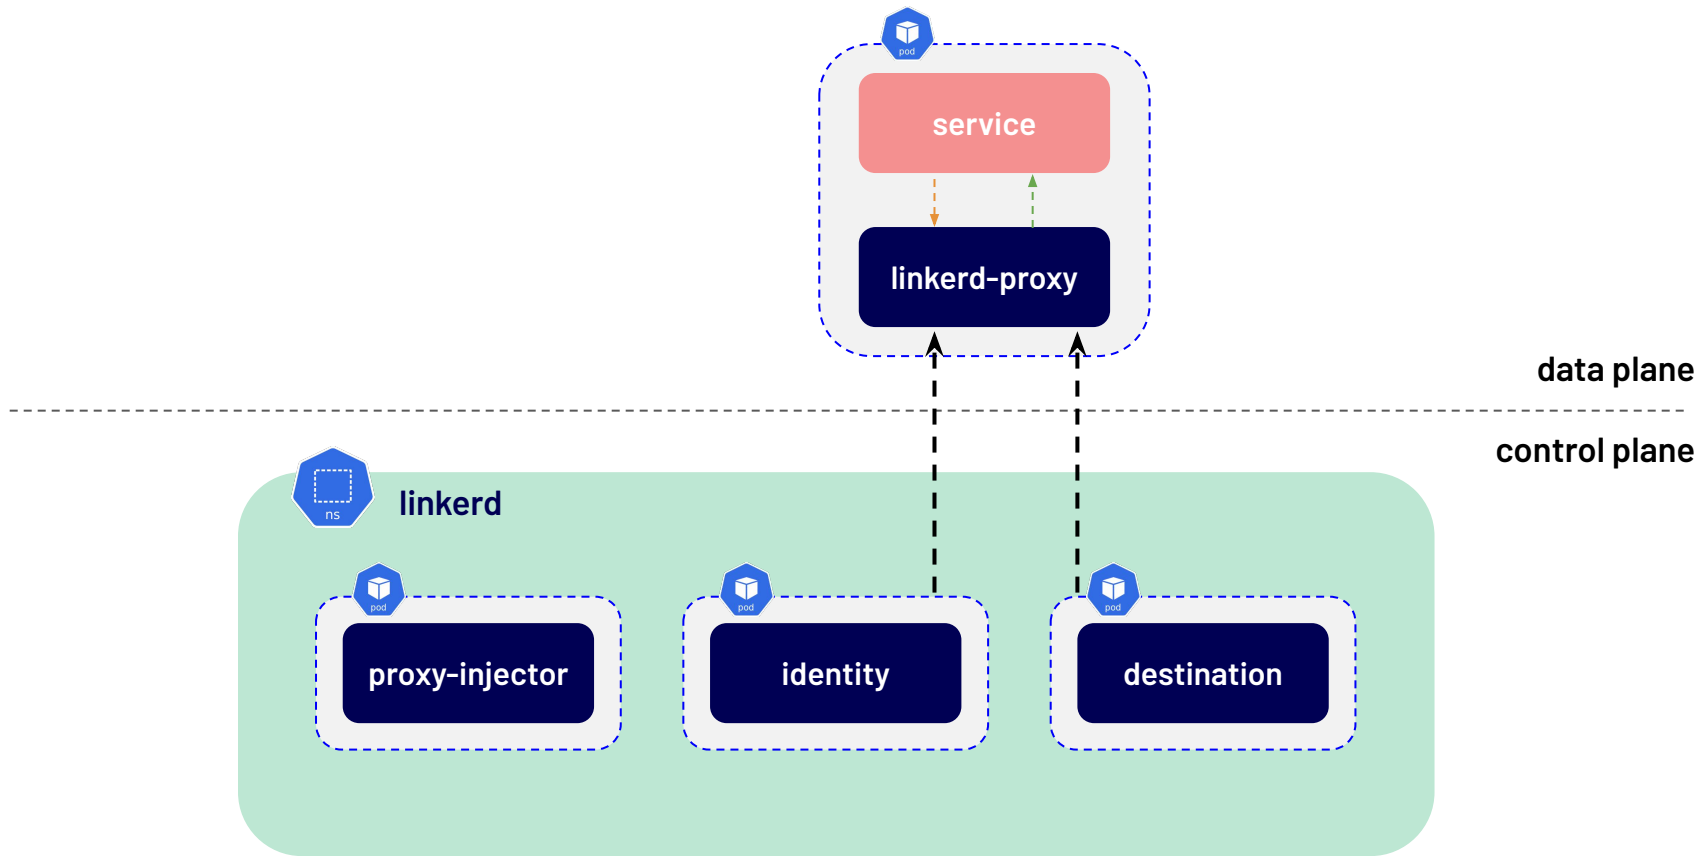 pod
service
linkerd-proxy
data plane
control plane
ns
linkerd
pod
pod
pod
proxy-injector
identity
destination